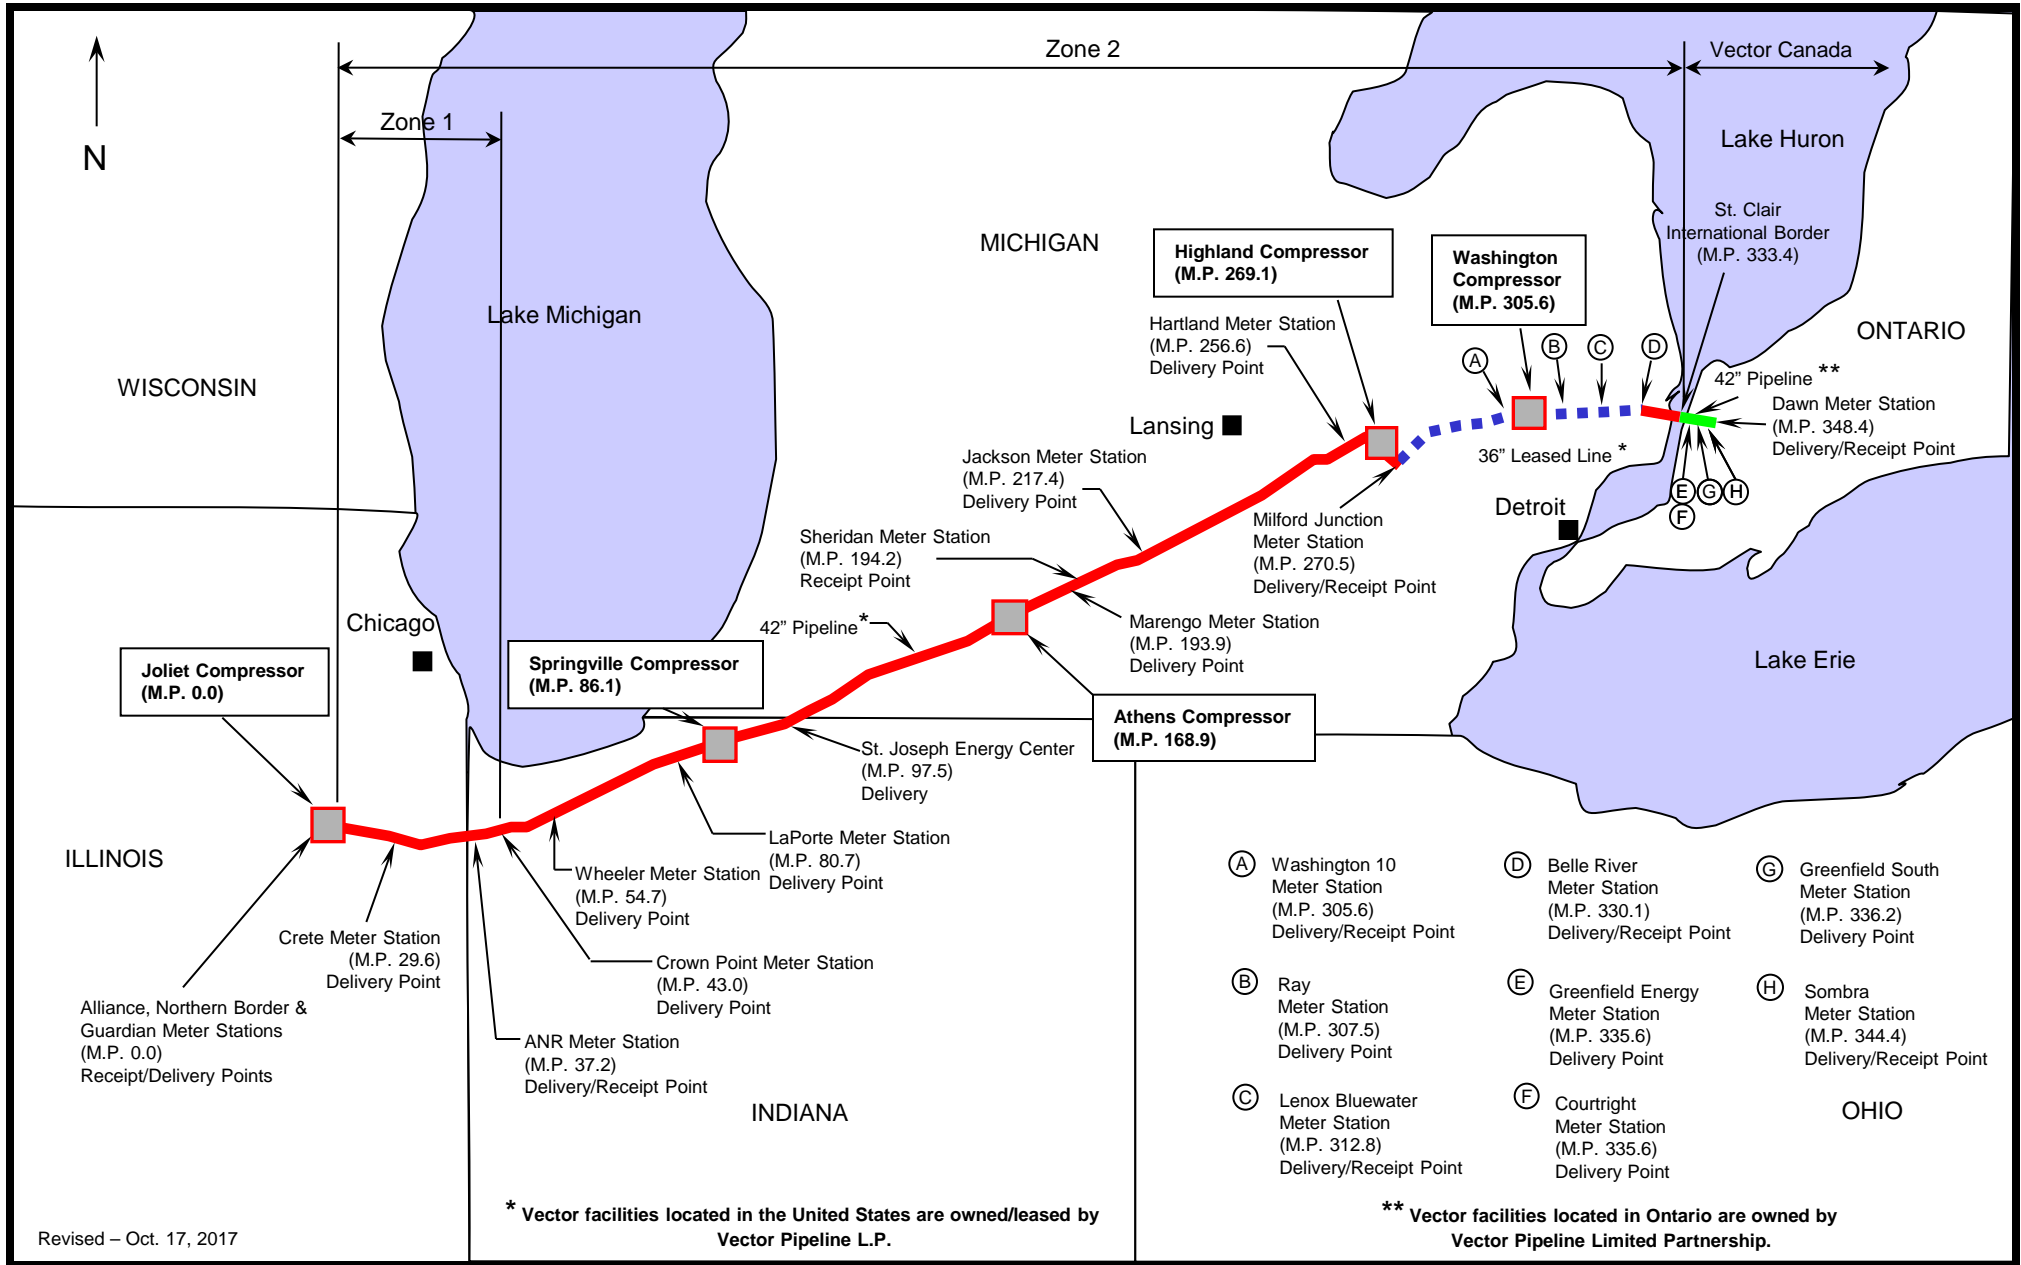 Zone 2
Vector Canada
Zone 1
N
Lake Huron
St. Clair
International Border
(M.P. 333.4)
MICHIGAN
Highland Compressor
(M.P. 269.1)
Washington
Compressor
(M.P. 305.6)
Lake Michigan
Hartland Meter Station
(M.P. 256.6)
Delivery Point
ONTARIO
WISCONSIN
A
B
C
D
42” Pipeline **
Dawn Meter Station
(M.P. 348.4)
Delivery/Receipt Point
Lansing
36” Leased Line *
Jackson Meter Station
(M.P. 217.4)
Delivery Point
E
G
H
F
Detroit
Milford Junction
Meter Station
(M.P. 270.5)
Delivery/Receipt Point
Sheridan Meter Station
(M.P. 194.2)
Receipt Point
Chicago
42” Pipeline*
Marengo Meter Station
(M.P. 193.9)
Delivery Point
Lake Erie
Joliet Compressor
(M.P. 0.0)
Springville Compressor
(M.P. 86.1)
Athens Compressor
(M.P. 168.9)
St. Joseph Energy Center
(M.P. 97.5)
Delivery
LaPorte Meter Station
(M.P. 80.7)
Delivery Point
ILLINOIS
Wheeler Meter Station
(M.P. 54.7)
Delivery Point
Crete Meter Station
(M.P. 29.6)
Delivery Point
Crown Point Meter Station
(M.P. 43.0)
Delivery Point
Alliance, Northern Border &
Guardian Meter Stations
(M.P. 0.0)
Receipt/Delivery Points
ANR Meter Station
(M.P. 37.2)
Delivery/Receipt Point
INDIANA
A Washington 10
Meter Station
(M.P. 305.6)
Delivery/Receipt Point
B Ray
Meter Station
(M.P. 307.5)
Delivery Point
C Lenox Bluewater
Meter Station
(M.P. 312.8)
Delivery/Receipt Point
D Belle River
Meter Station
(M.P. 330.1)
Delivery/Receipt Point
E Greenfield Energy
Meter Station
(M.P. 335.6)
Delivery Point
F Courtright
Meter Station
(M.P. 335.6)
Delivery Point
G Greenfield South
Meter Station
(M.P. 336.2)
Delivery Point
H Sombra
Meter Station
(M.P. 344.4)
Delivery/Receipt Point
OHIO
* Vector facilities located in the United States are owned/leased by
Vector Pipeline L.P.
** Vector facilities located in Ontario are owned by
Vector Pipeline Limited Partnership.
Revised – Oct. 17, 2017